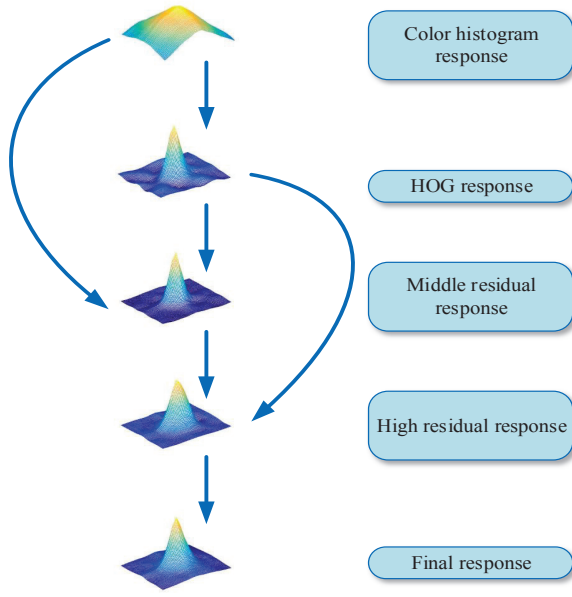 Color histogram
response
HOG response
Middle residual
response
High residual response
Final response